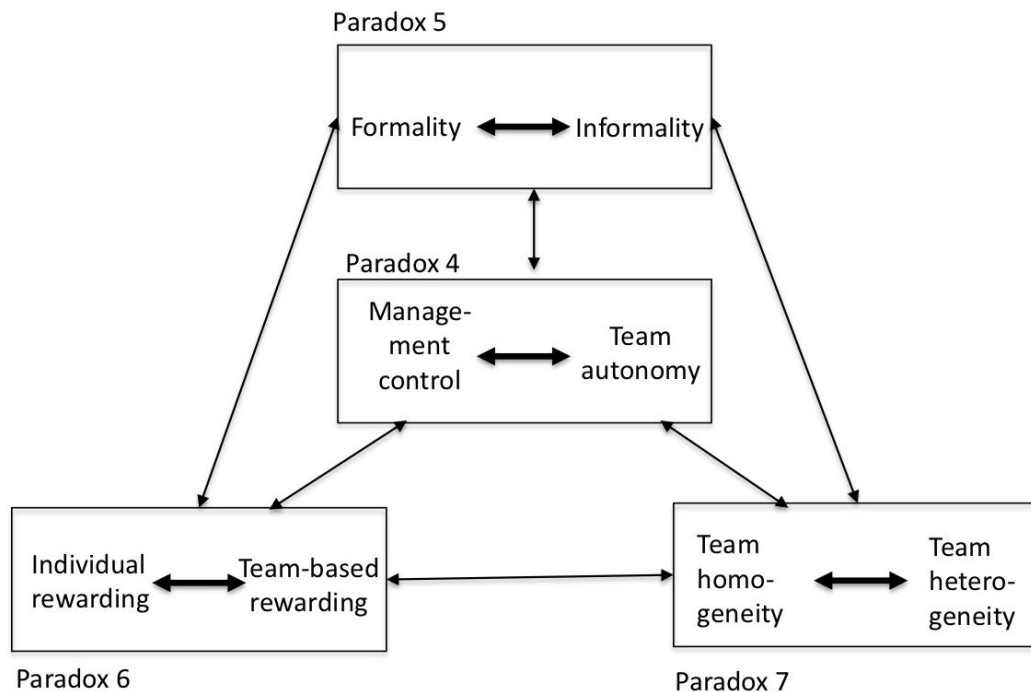 Paradox 5
Formality Informality
Paradox 4
Manage-
ment
control
Team
autonomy
Individual
rewarding
Team-based
rewarding
Team
homo-
geneity
Team
hetero-
geneity
Paradox 6
Paradox 7